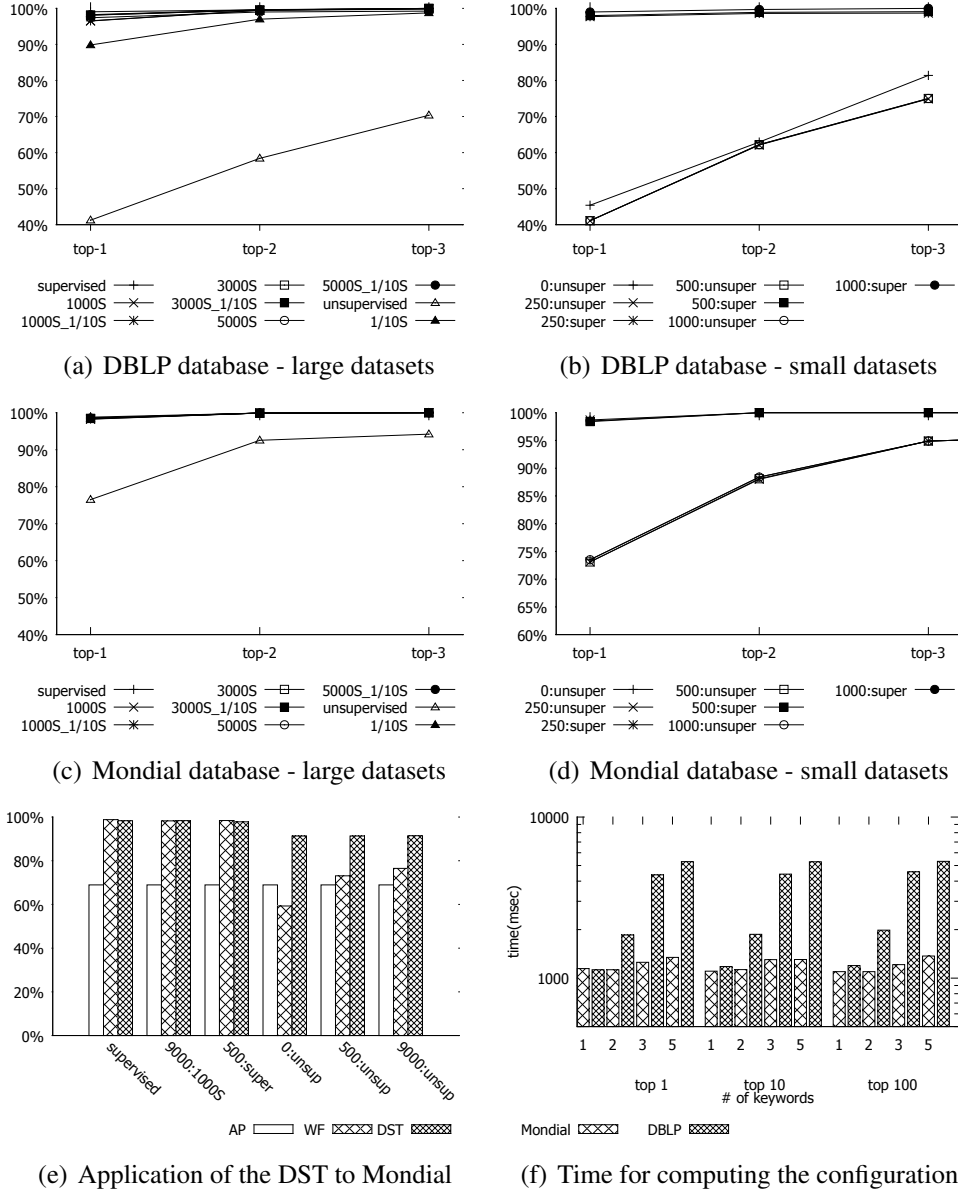 100%
90%
80%
70%
60%
50%
40%
top-1 top-2 top-3
supervised 3000S 5000S_1/10S
1000S 3000S_1/10S unsupervised
1000S_1/10S 5000S 1/10S
(a) DBLP database - large datasets
100%
90%
80%
70%
60%
50%
40%
top-1 top-2 top-3
0:unsuper 500:unsuper 1000:super
250:unsuper 500:super
250:super 1000:unsuper
(b) DBLP database - small datasets
100%
90%
80%
70%
60%
50%
40%
top-1 top-2 top-3
supervised 3000S 5000S_1/10S
1000S 3000S_1/10S unsupervised
1000S_1/10S 5000S 1/10S
(c) Mondial database - large datasets
100%
95%
90%
85%
80%
75%
70%
65%
60%
top-1 top-2 top-3
0:unsuper 500:unsuper 1000:super
250:unsuper 500:super
250:super 1000:unsuper
(d) Mondial database - small datasets
100%
80%
60%
40%
20%
0%
supervised 9000:1000S 500:super 0:unsup 500:unsup 9000:unsup
AP WF DST
(e) Application of the DST to Mondial
10000
1000
time(msec)
1 2 3 5 1 2 3 5 1 2 3 5
top 1 top 10 top 100
# of keywords
Mondial DBLP
(f) Time for computing the configuration